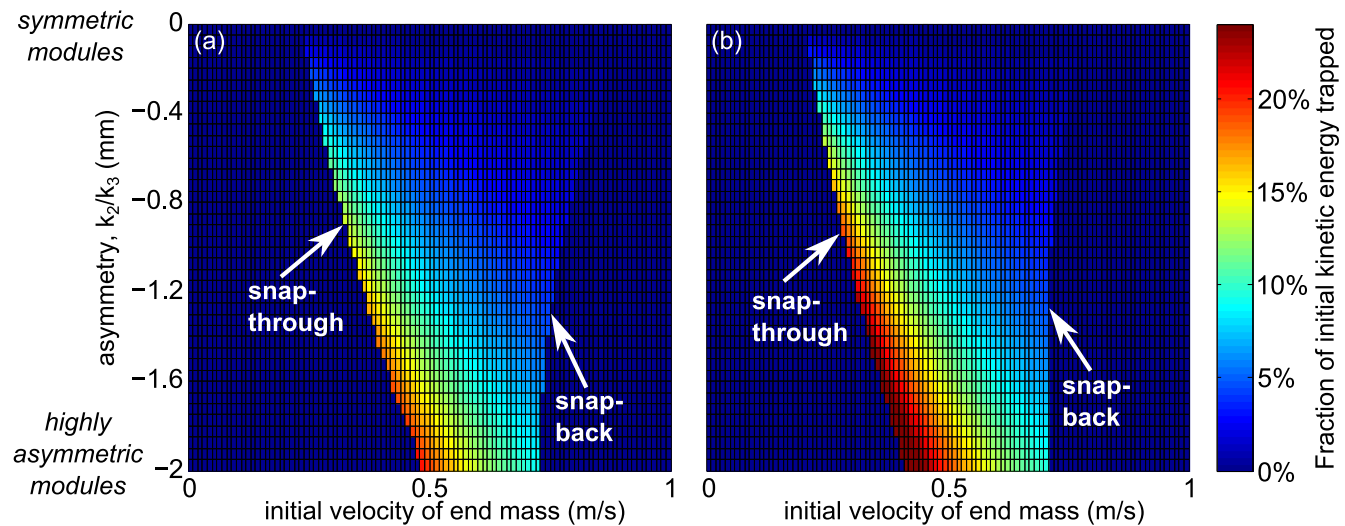 symmetric
modules
asymmetry, k2/k3 (mm)
highly
asymmetric
modules
0
−0.4
−0.8
−1.2
−1.6
−2
(a)
snap-
through
snap-
back
0
0.5
1
initial velocity of end mass (m/s)
(b)
snap-
through
snap-
back
0
0.5
1
initial velocity of end mass (m/s)
20%
15%
10%
5%
0%
Fraction of initial kinetic energy trapped